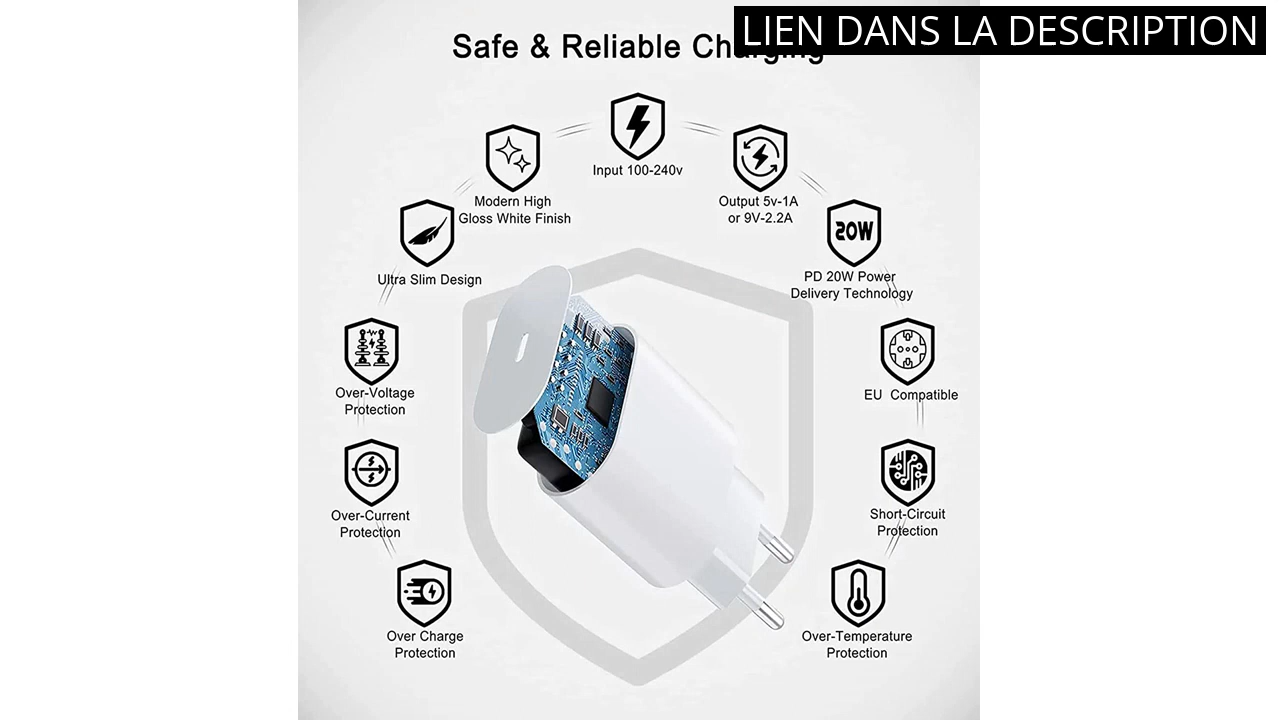 LIEN DANS LA DESCRIPTION
Safe & Reliable Charging
Input 100-240v
Modern High
Gloss White Finish
Output 5v-1A
or 9V-2.2A
20W
Ultra Slim Design
PD 20W Power
Delivery Technology
Over-Voltage
Protection
EU Compatible
Over-Current
Protection
Short-Circuit
Protection
Over Charge
Protection
Over-Temperature
Protection